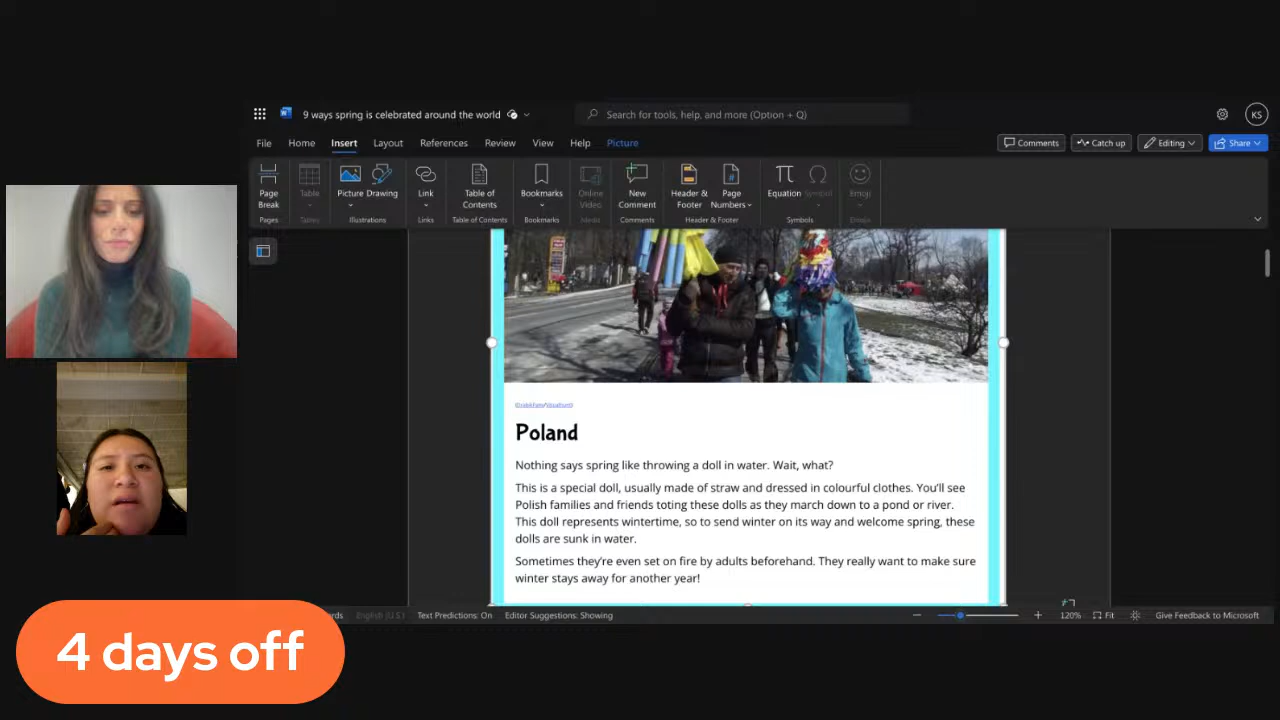 9 ways spring is celebrated around the world
Search for tools, help, and more (Option + Q)
KS
File Home Insert Layout References Review View Help Picture
Comments Catch up Editing Share
Page Break
Table
Picture Drawing
Link
Table of Contents
Bookmarks
Online Video
New Comment
Header & Footer
Page Numbers
Equation
Symbol
Emoji
Pages Tables Illustrations Links Table of Contents Bookmarks Media Comments Header & Footer Symbols Emojis
Poland
Nothing says spring like throwing a doll in water. Wait, what?
This is a special doll, usually made of straw and dressed in colourful clothes. You'll see
Polish families and friends toting these dolls as they march down to a pond or river.
This doll represents wintertime, so to send winter on its way and welcome spring, these
dolls are sunk in water.
Sometimes they're even set on fire by adults beforehand. They really want to make sure
winter stays away for another year!
English (U.S.) Text Predictions: On Editor Suggestions: Showing 120% Fit Give Feedback to Microsoft
4 days off